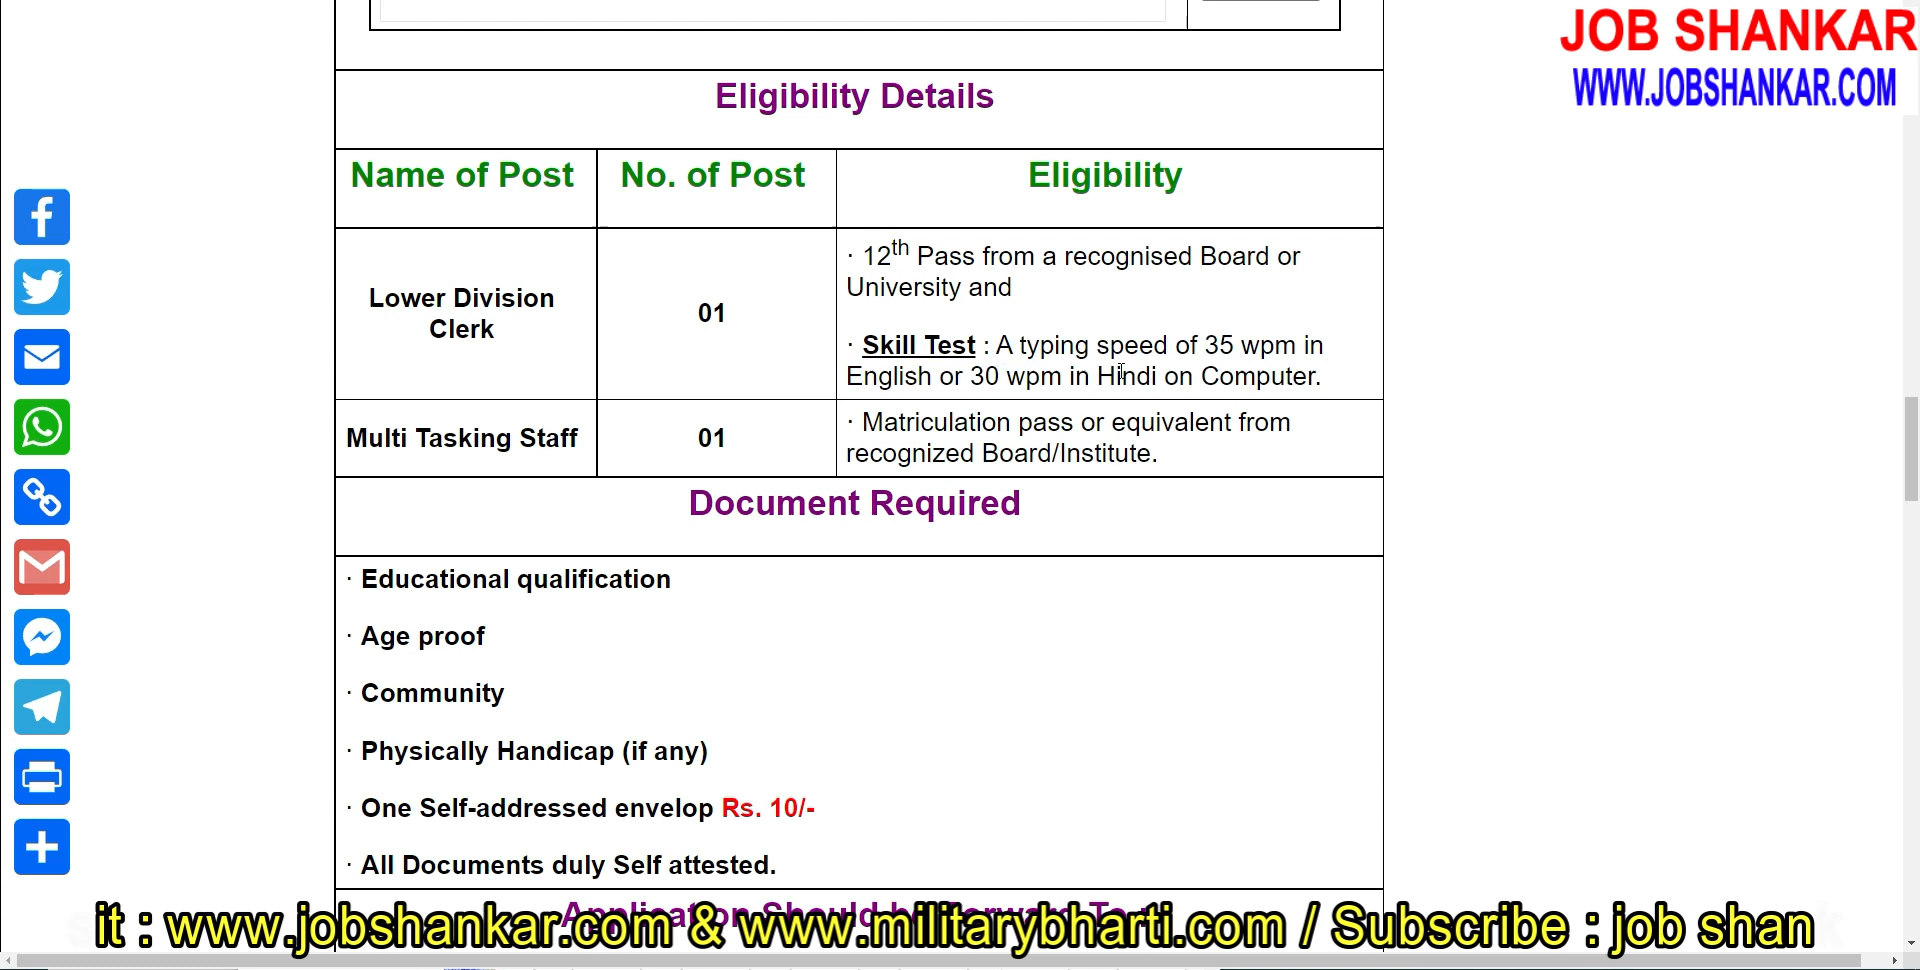 JOB SHANKAR
WWW.JOBSHANKAR.COM
Eligibility Details
Name of Post
No. of Post
Eligibility
Lower Division
Clerk
01
· 12th Pass from a recognised Board or
University and
· Skill Test : A typing speed of 35 wpm in
English or 30 wpm in Hindi on Computer.
Multi Tasking Staff
01
· Matriculation pass or equivalent from
recognized Board/Institute.
Document Required
· Educational qualification
· Age proof
· Community
· Physically Handicap (if any)
· One Self-addressed envelop Rs. 10/-
· All Documents duly Self attested.
Application Should be
it : www.jobshankar.com & www.militarybharti.com / Subscribe : job shan